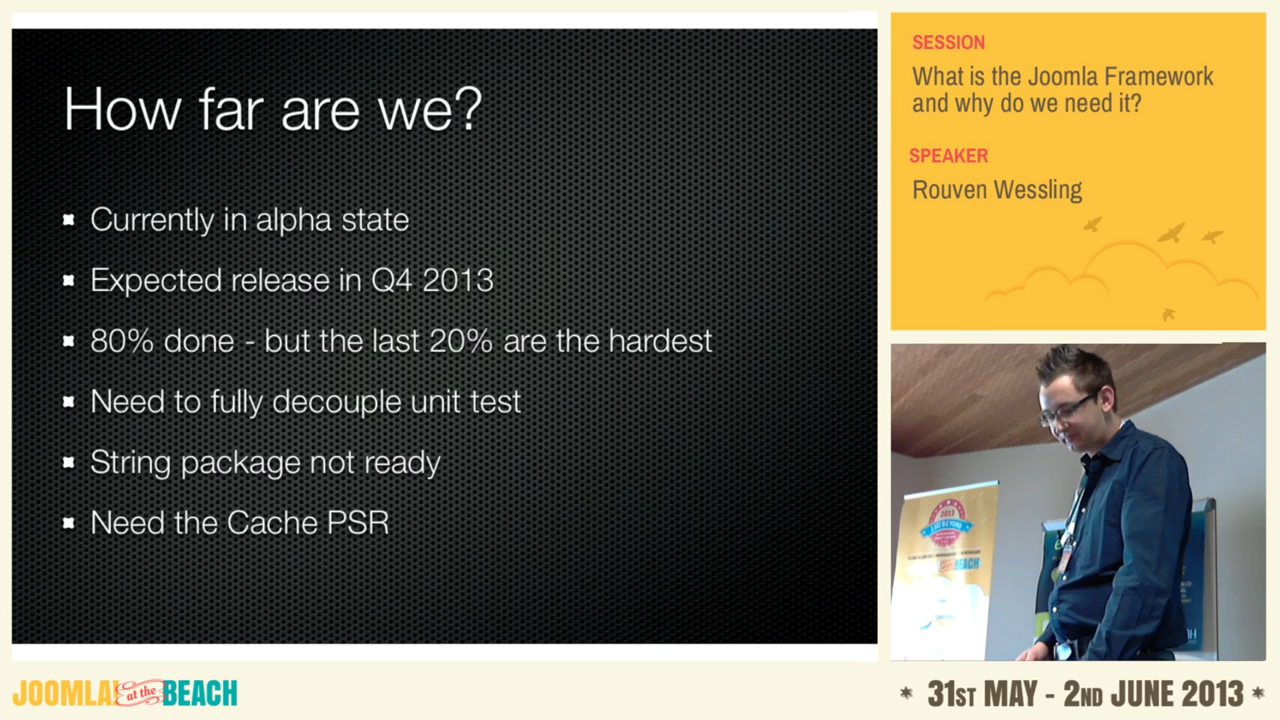 How far are we?
Currently in alpha state
Expected release in Q4 2013
80% done - but the last 20% are the hardest
Need to fully decouple unit test
String package not ready
Need the Cache PSR
SESSION
What is the Joomla Framework
and why do we need it?
SPEAKER
Rouven Wessling
2013
BEACH
JOOMLA! at the BEACH
* 31ST MAY - 2ND JUNE 2013 *